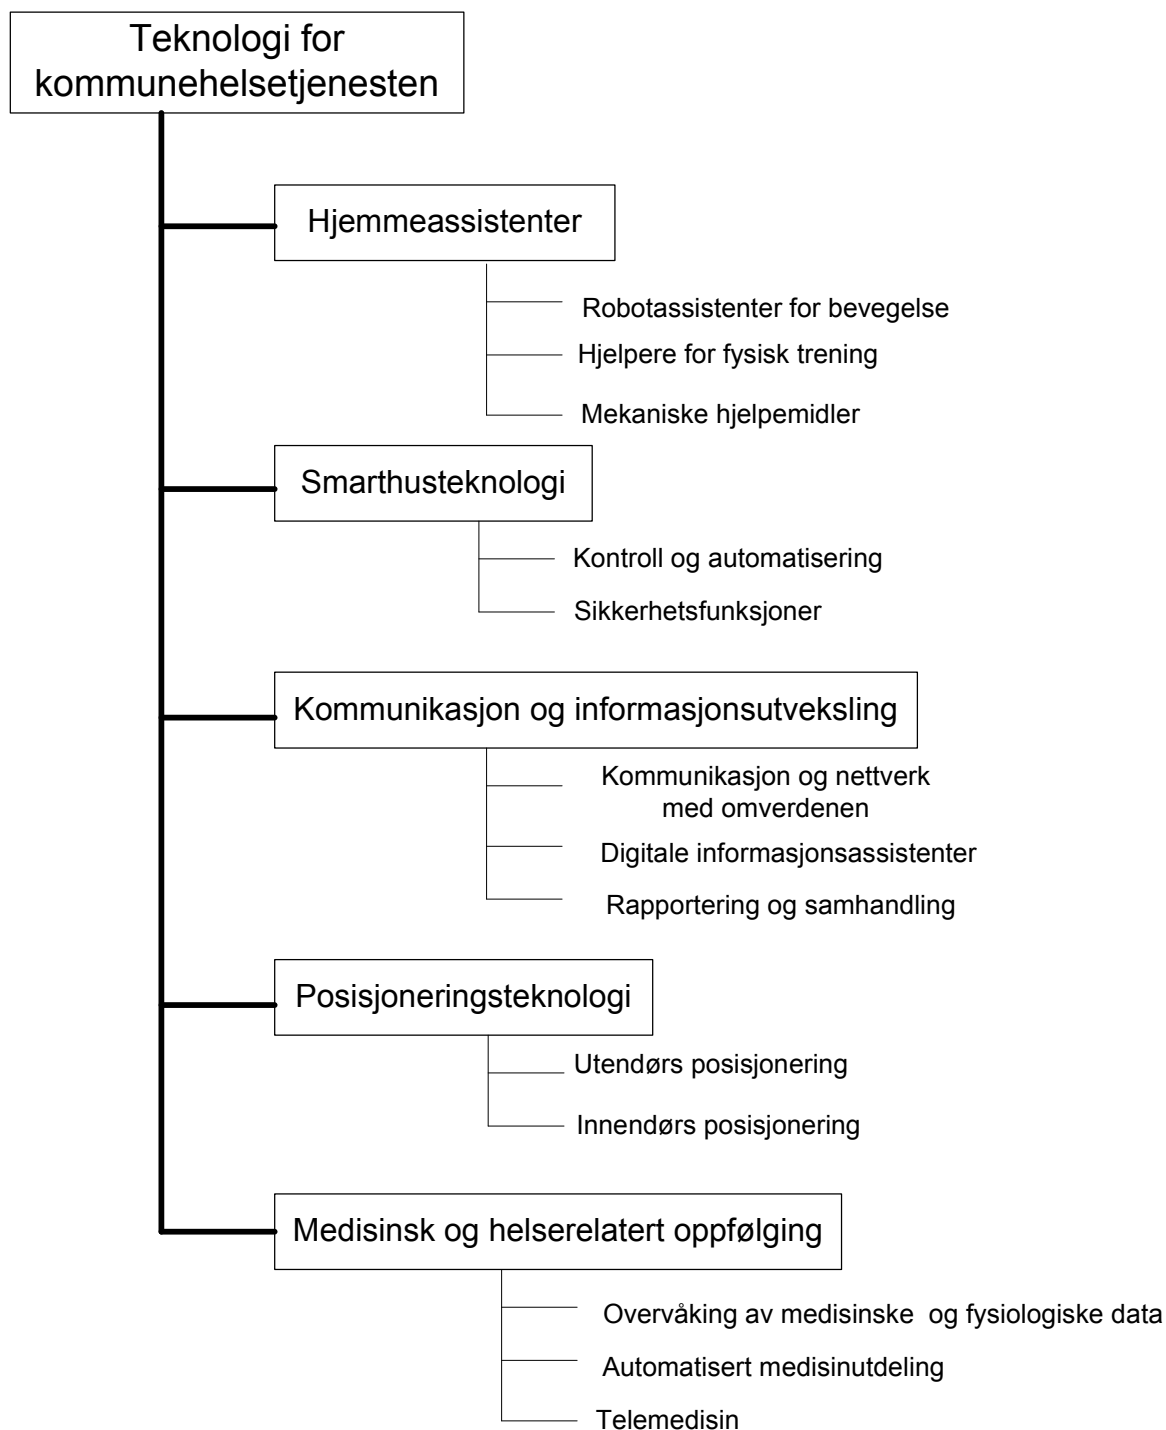 Teknologi for
kommunehelsetjenesten
Hjemmeassistenter
Robotassistenter for bevegelse
Hjelpere for fysisk trening
Mekaniske hjelpemidler
Smarthusteknologi
Kontroll og automatisering
Sikkerhetsfunksjoner
Kommunikasjon og informasjonsutveksling
Kommunikasjon og nettverk
med omverdenen
Digitale informasjonsassistenter
Rapportering og samhandling
Posisjoneringsteknologi
Utendørs posisjonering
Innendørs posisjonering
Medisinsk og helserelatert oppfølging
Overvåking av medisinske  og fysiologiske data
Automatisert medisinutdeling
Telemedisin